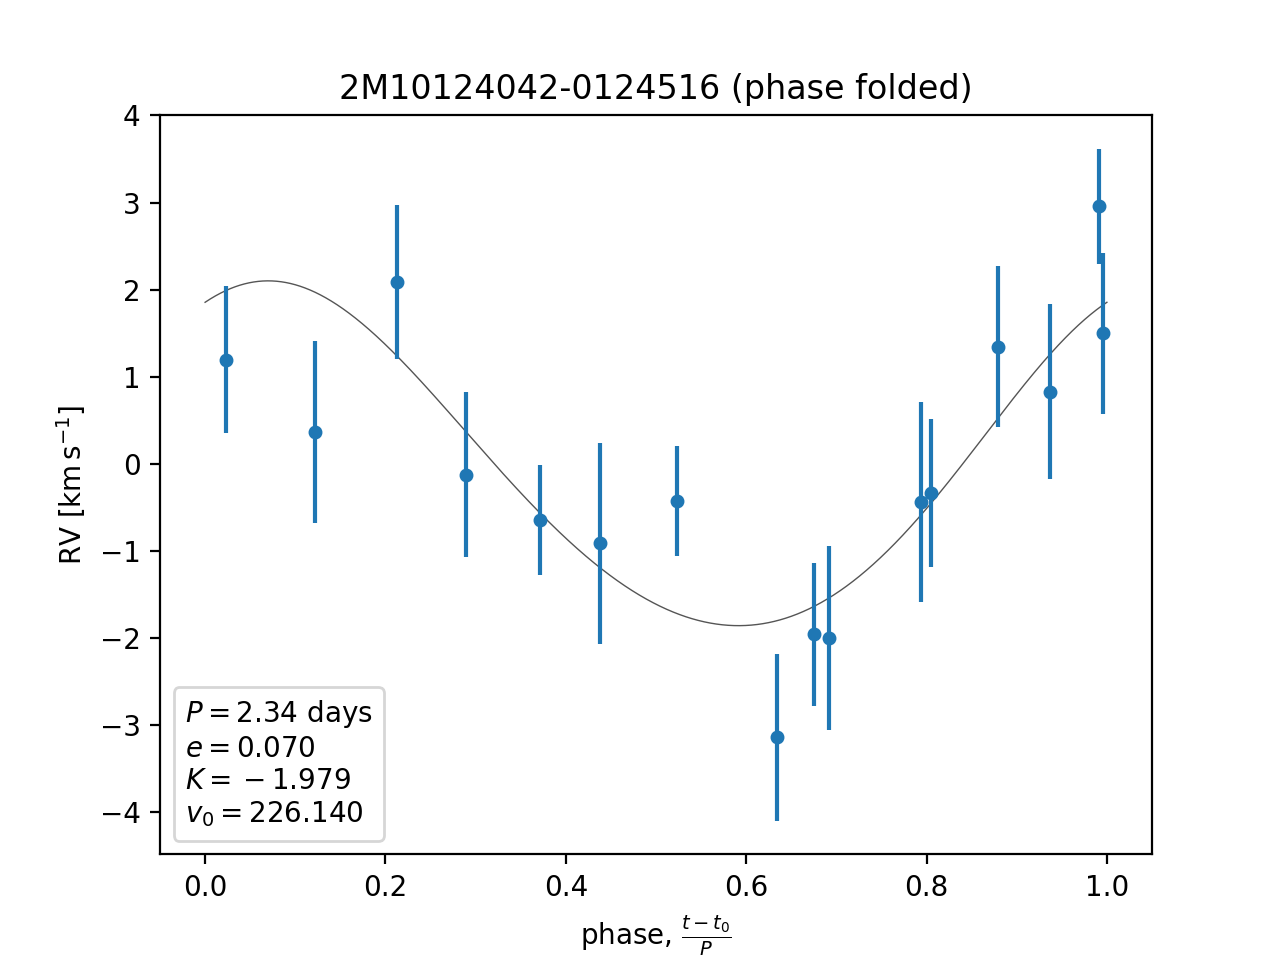 2M10124042-0124516 (phase folded)
4
3
2
1
0
−1
−2
−3
−4
RV [km s⁻¹]
P = 2.34 days
e = 0.070
K = −1.979
v₀ = 226.140
0.0 0.2 0.4 0.6 0.8 1.0
phase, (t − t₀)/P